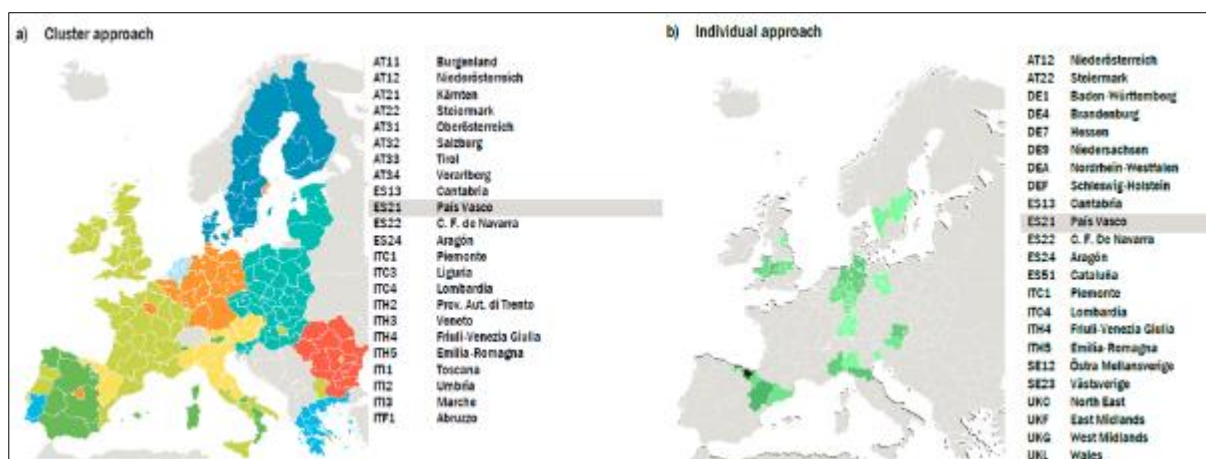 a) Cluster approach
AT11 Burgenland
AT12 Niederösterreich
AT21 Kärnten
AT22 Steiermark
AT31 Oberösterreich
AT32 Salzburg
AT33 Tirol
AT34 Vorarlberg
ES13 Cantabria
ES21 País Vasco
ES22 C. F. de Navarra
ES24 Aragón
ITC1 Piemonte
ITC3 Liguria
ITC4 Lombardia
ITH2 Prov. Aut. di Trento
ITH3 Veneto
ITH4 Friuli-Venezia Giulia
ITH5 Emilia-Romagna
ITI1 Toscana
ITI2 Umbria
ITI3 Marche
ITF1 Abruzzo
b) Individual approach
AT12 Niederösterreich
AT22 Steiermark
DE1 Baden-Württemberg
DE4 Brandenburg
DE7 Hessen
DE9 Niedersachsen
DEA Nordrhein-Westfalen
DEF Schleswig-Holstein
ES13 Cantabria
ES21 País Vasco
ES22 C. F. De Navarra
ES24 Aragón
ES51 Cataluña
ITC1 Piemonte
ITC4 Lombardia
ITH4 Friuli-Venezia Giulia
ITH5 Emilia-Romagna
SE12 Östra Mellansverige
SE23 Västsverige
UKC North East
UKF East Midlands
UKG West Midlands
UKL Wales